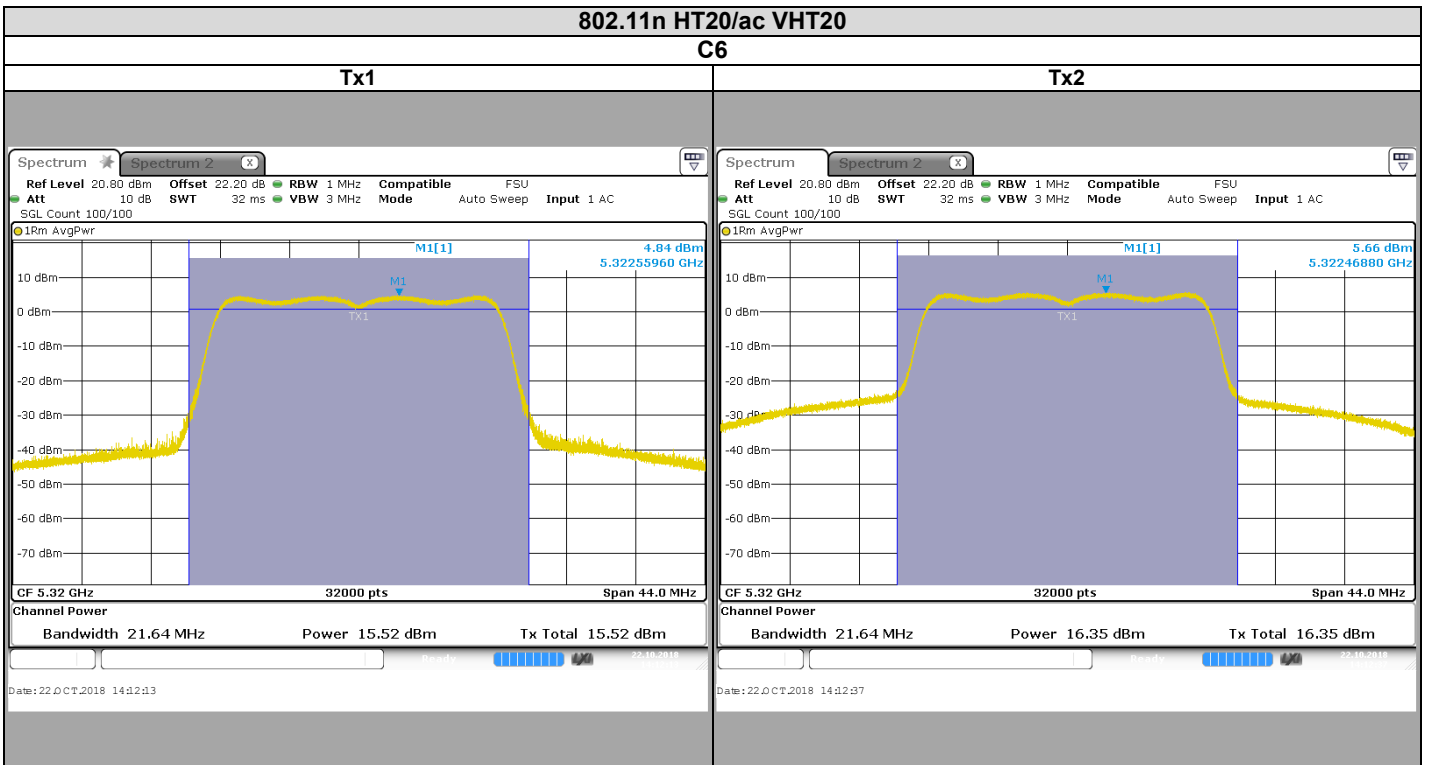 802.11n HT20/ac VHT20
C6
Tx1
Tx2
Spectrum
Spectrum 2
Ref Level 20.80 dBm Offset 22.20 dB RBW 1 MHz Compatible FSU
Att 10 dB SWT 32 ms VBW 3 MHz Mode Auto Sweep Input 1 AC
SGL Count 100/100
1Rm AvgPwr
M1[1] 4.84 dBm
5.32255960 GHz
10 dBm
M1
0 dBm
TX1
-10 dBm
-20 dBm
-30 dBm
-40 dBm
-50 dBm
-60 dBm
-70 dBm
CF 5.32 GHz 32000 pts Span 44.0 MHz
Channel Power
Bandwidth 21.64 MHz Power 15.52 dBm Tx Total 15.52 dBm
Ready 22.10.2018
Date: 22.OCT.2018 14:12:13
Spectrum
Spectrum 2
Ref Level 20.80 dBm Offset 22.20 dB RBW 1 MHz Compatible FSU
Att 10 dB SWT 32 ms VBW 3 MHz Mode Auto Sweep Input 1 AC
SGL Count 100/100
1Rm AvgPwr
M1[1] 5.66 dBm
5.32246880 GHz
10 dBm
M1
0 dBm
TX1
-10 dBm
-20 dBm
-30 dBm
-40 dBm
-50 dBm
-60 dBm
-70 dBm
CF 5.32 GHz 32000 pts Span 44.0 MHz
Channel Power
Bandwidth 21.64 MHz Power 16.35 dBm Tx Total 16.35 dBm
Ready 22.10.2018
Date: 22.OCT.2018 14:12:37